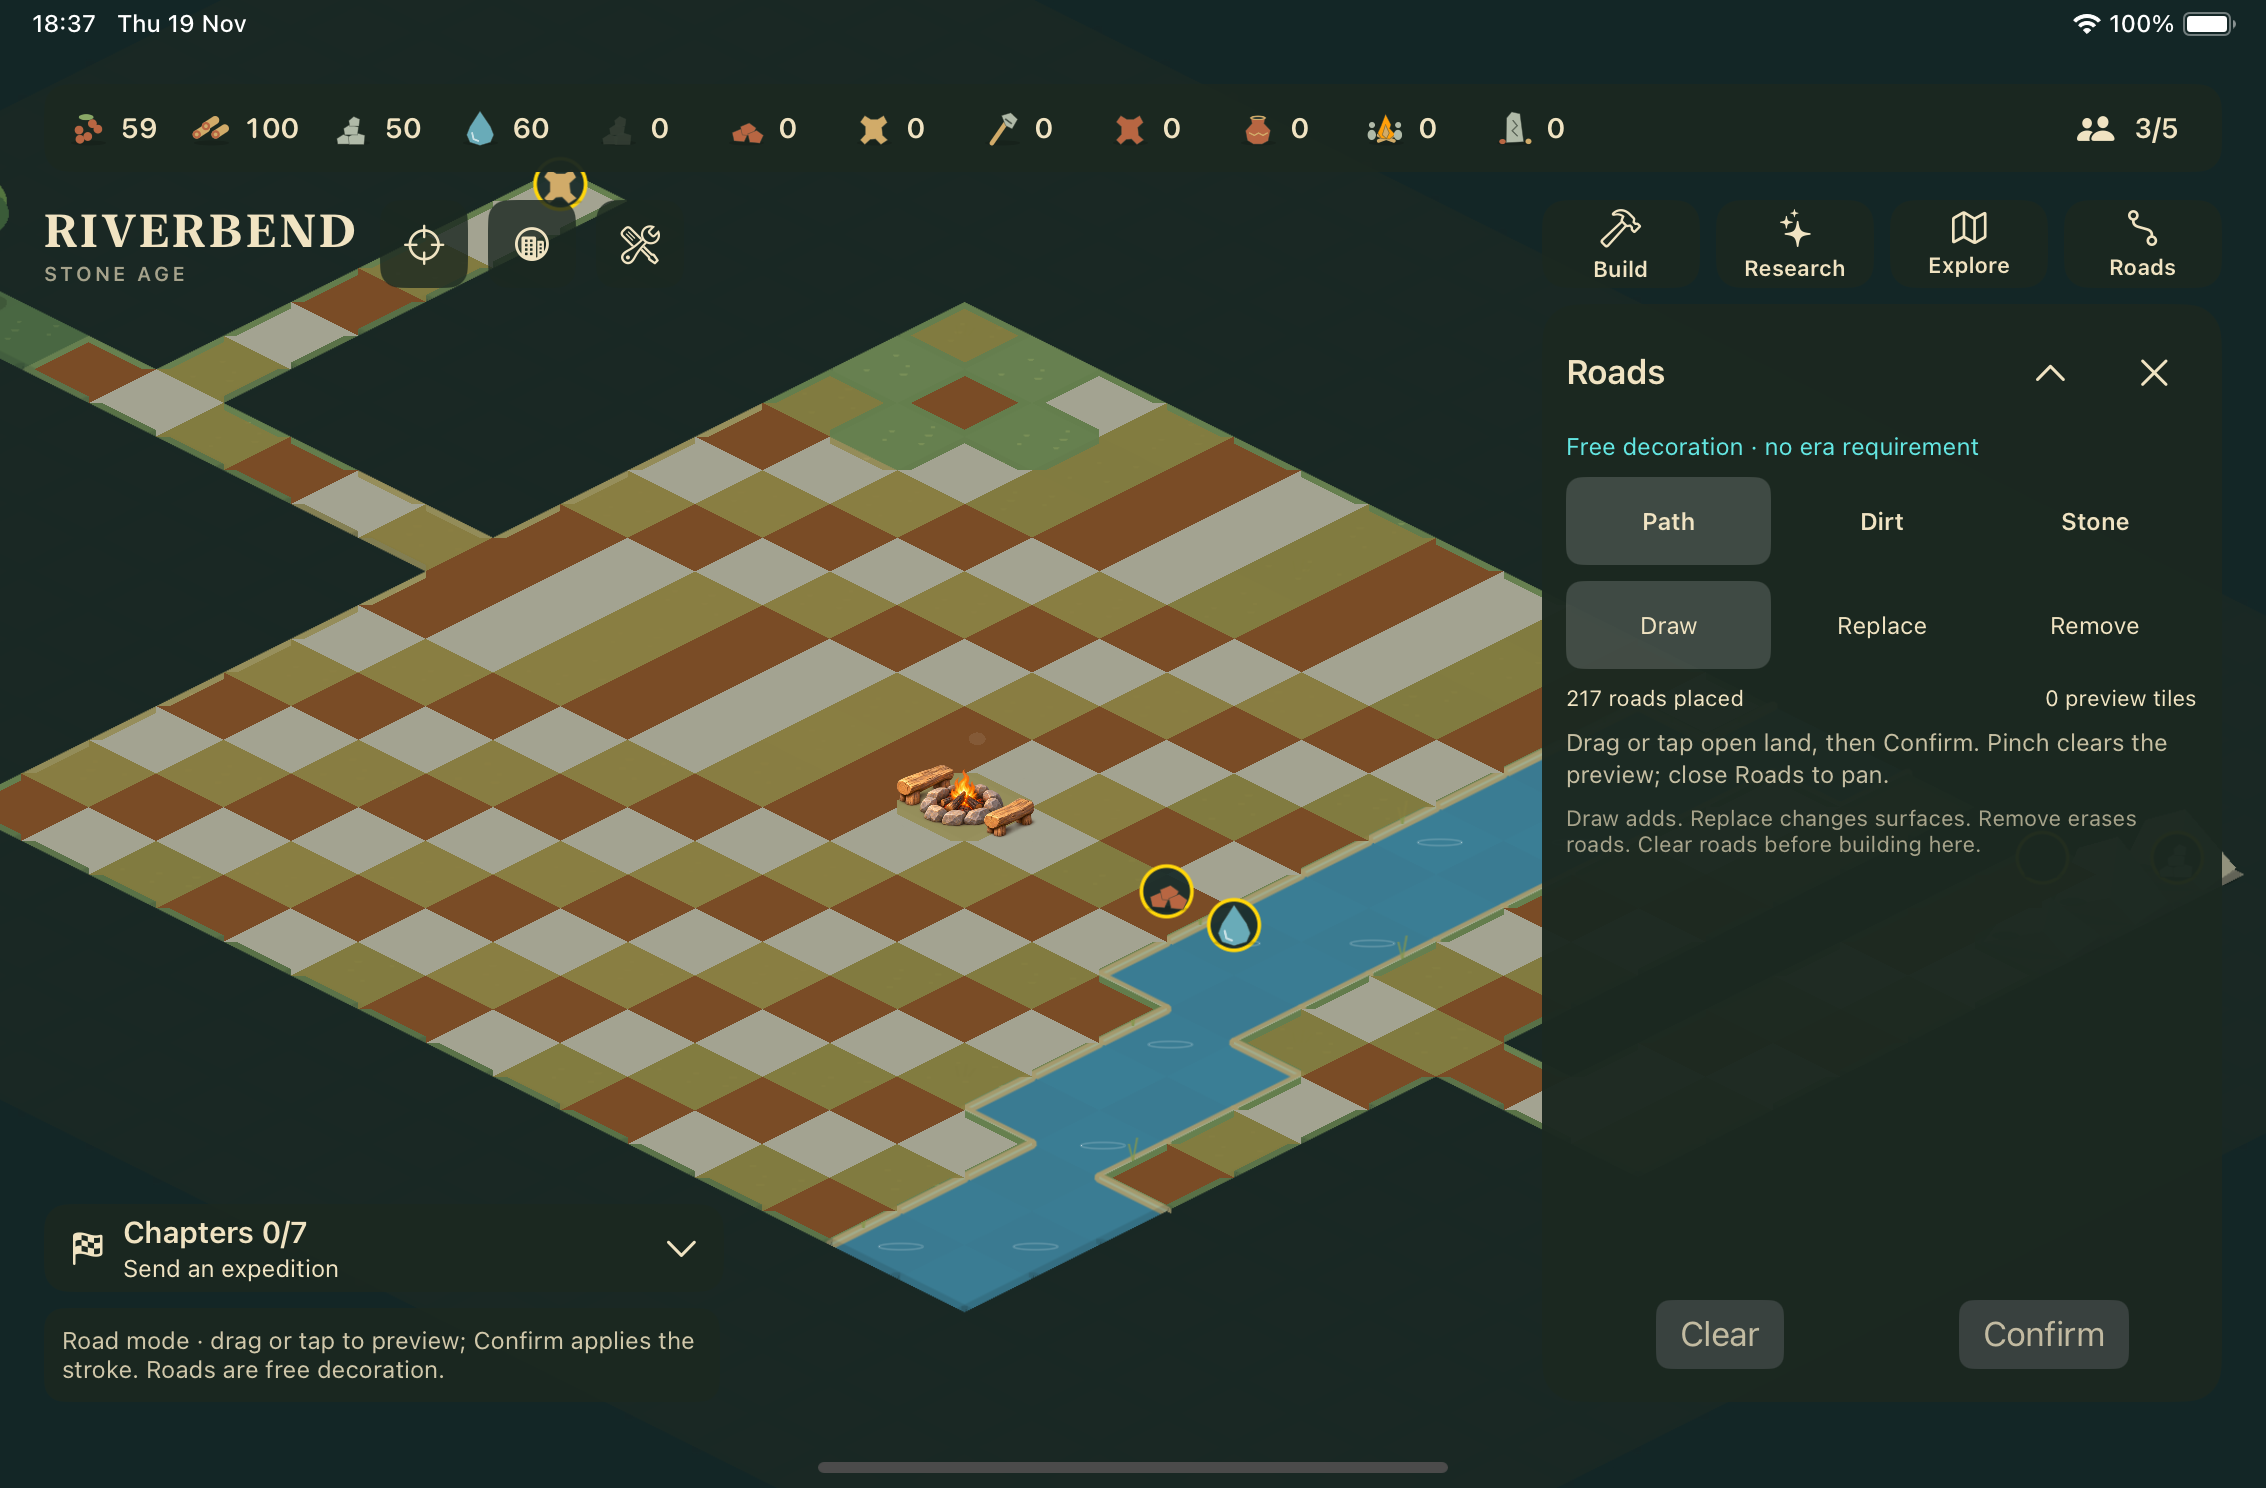 18:37 Thu 19 Nov
100%
59 100 50 60 0 0 0 0 0 0 0 0 3/5
RIVERBEND
STONE AGE
Build Research Explore Roads
Roads
Free decoration · no era requirement
Path Dirt Stone
Draw Replace Remove
217 roads placed 0 preview tiles
Drag or tap open land, then Confirm. Pinch clears the
preview; close Roads to pan.
Draw adds. Replace changes surfaces. Remove erases
roads. Clear roads before building here.
Clear Confirm
Chapters 0/7
Send an expedition
Road mode · drag or tap to preview; Confirm applies the
stroke. Roads are free decoration.